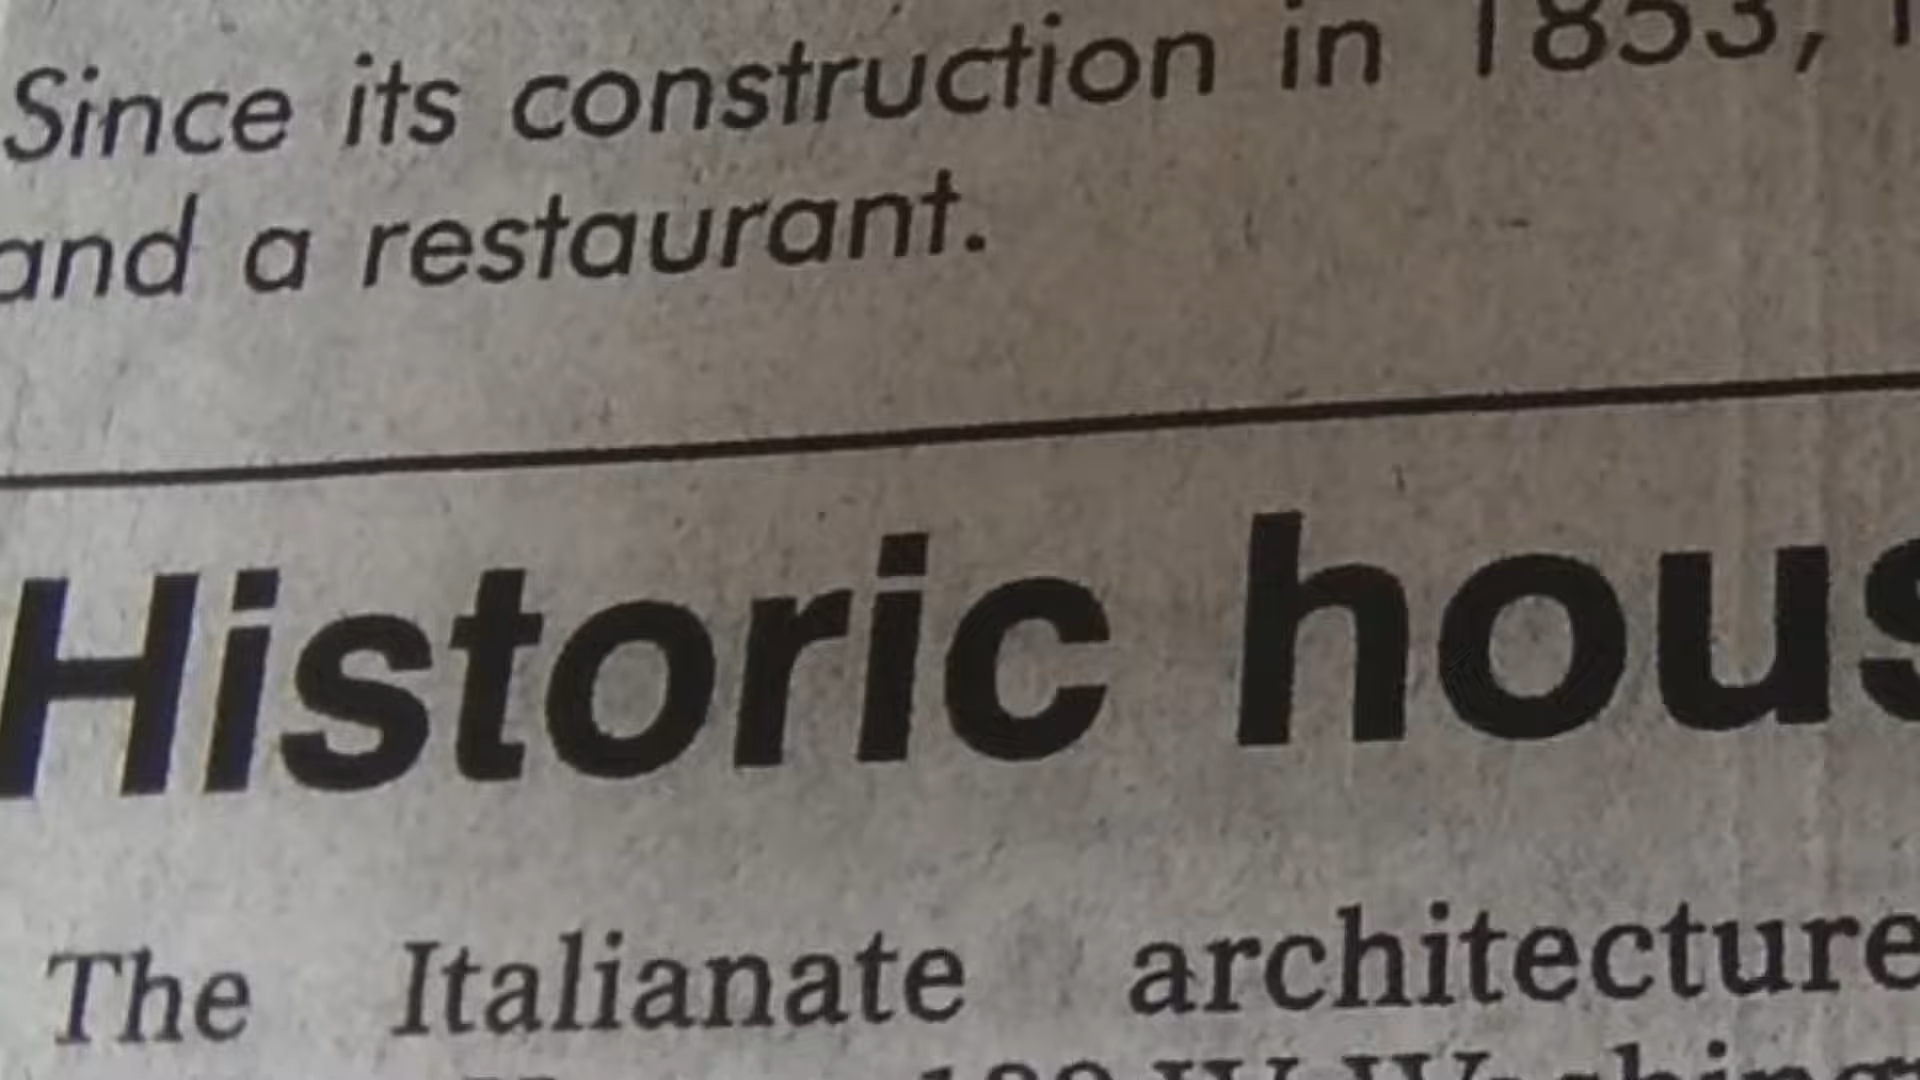 Since its construction in 1853,
and a restaurant.
Historic hous
The Italianate architecture